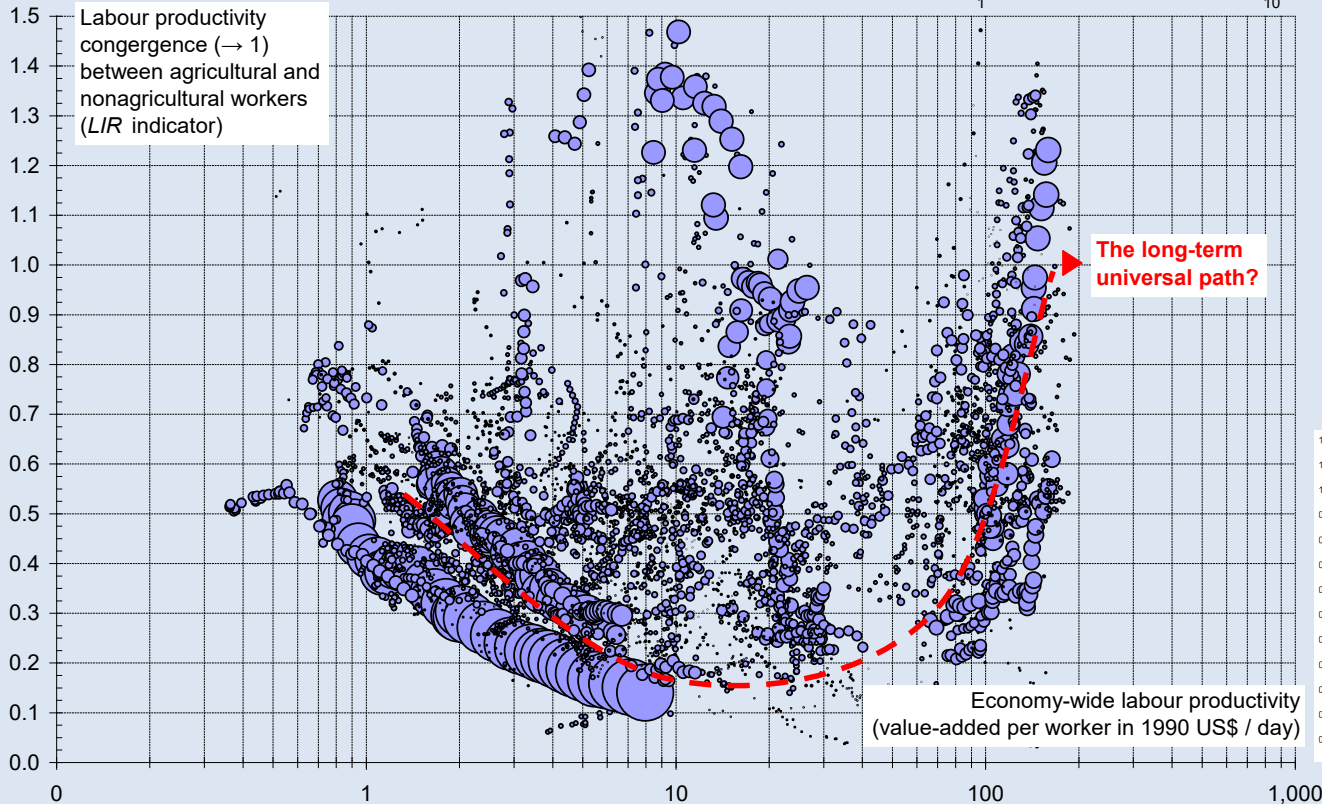 1 10
Labour productivity
congergence (→ 1)
between agricultural and
nonagricultural workers
(LIR indicator)
1.5
1.4
1.3
1.2
1.1
1.0
0.9
0.8
0.7
0.6
0.5
0.4
0.3
0.2
0.1
0.0
The long-term
universal path?
Economy-wide labour productivity
(value-added per worker in 1990 US$ / day)
0 1 10 100 1,000